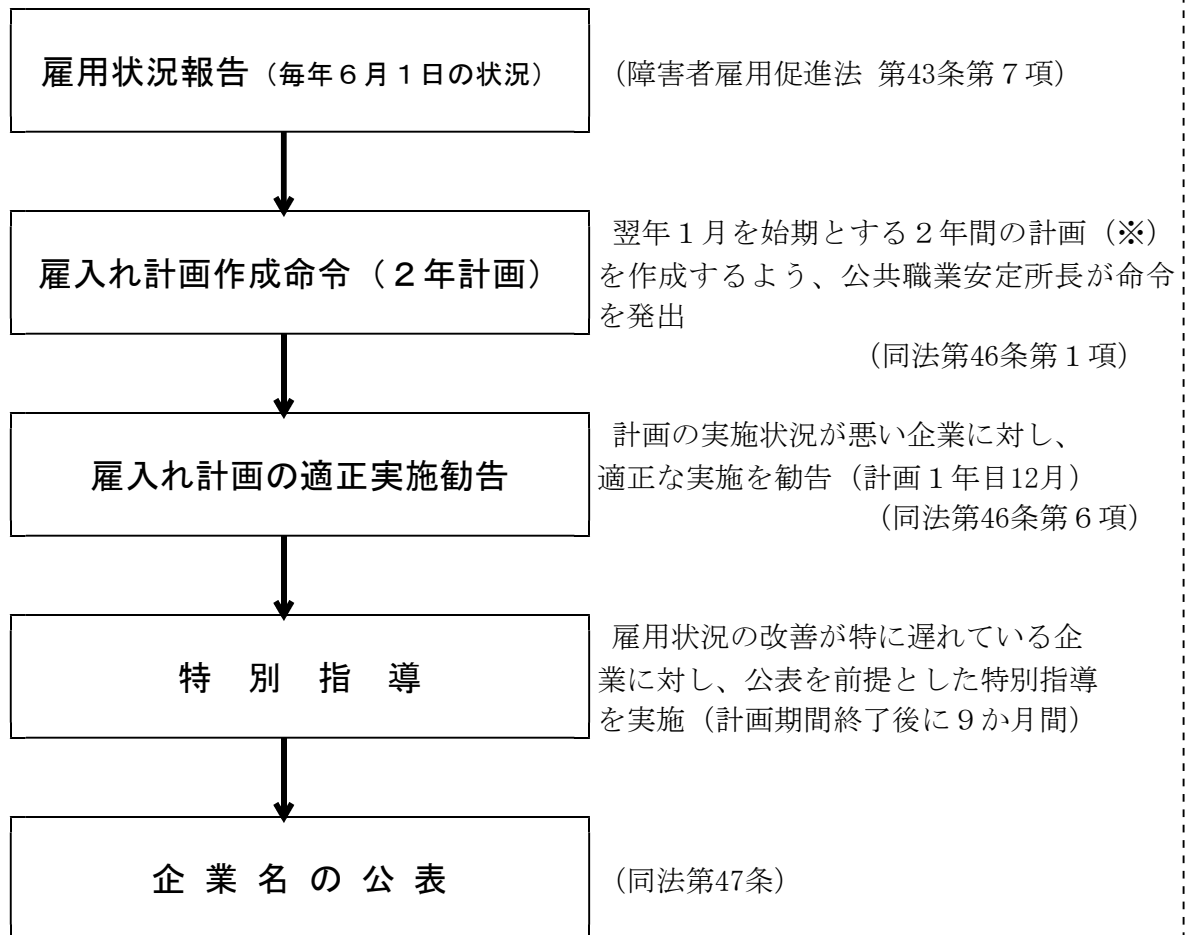 雇用状況報告（毎年６月１日の状況）
（障害者雇用促進法 第43条第７項）
雇入れ計画作成命令（２年計画）
翌年１月を始期とする２年間の計画（※）
を作成するよう、公共職業安定所長が命令
を発出
（同法第46条第１項）
雇入れ計画の適正実施勧告
計画の実施状況が悪い企業に対し、
適正な実施を勧告（計画１年目12月）
（同法第46条第６項）
特 別 指 導
雇用状況の改善が特に遅れている企
業に対し、公表を前提とした特別指導
を実施（計画期間終了後に９か月間）
企 業 名 の 公 表
（同法第47条）